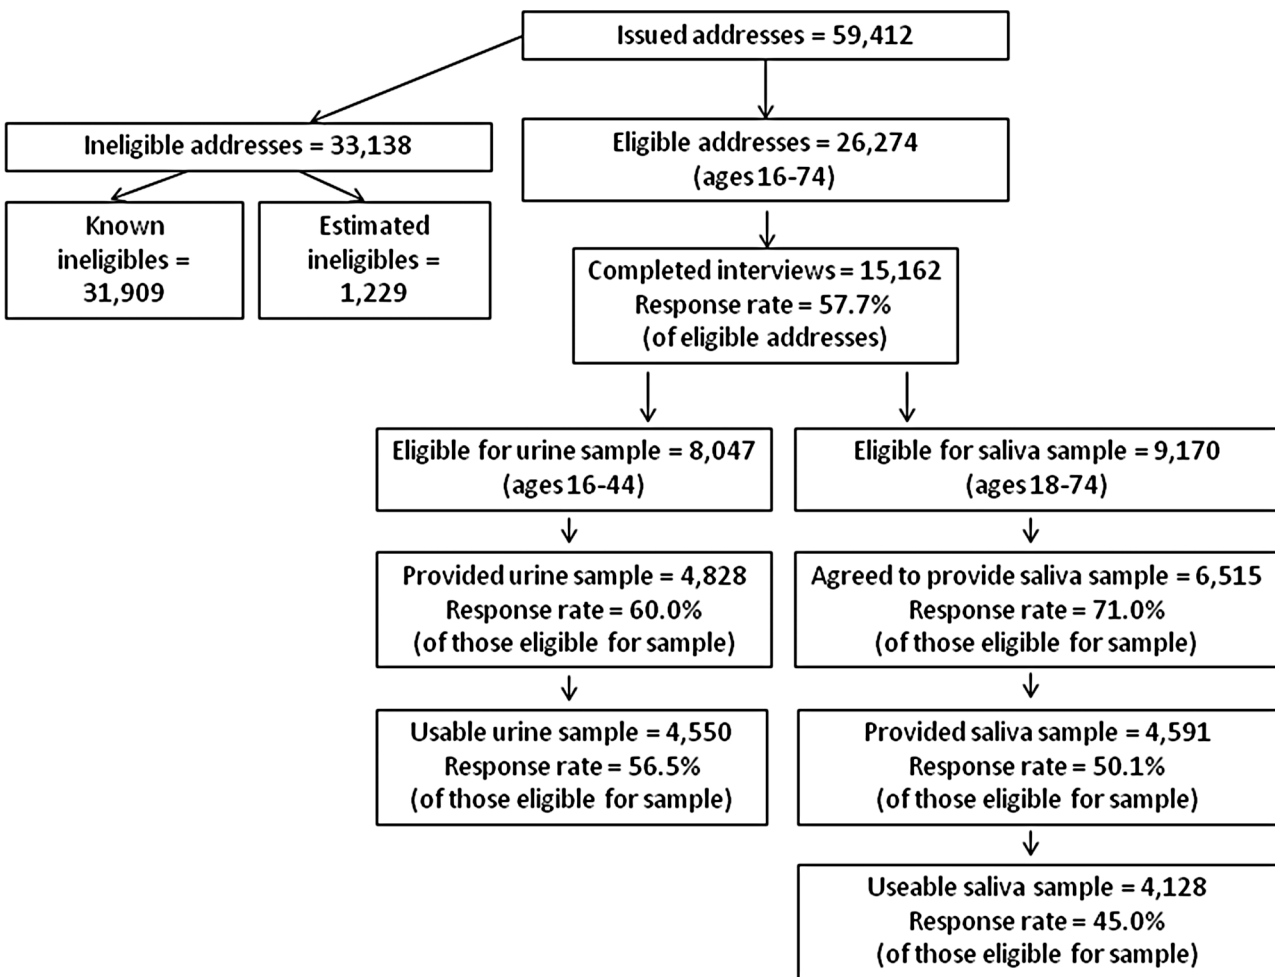 Issued addresses = 59,412
Ineligible addresses = 33,138
Eligible addresses = 26,274
(ages 16-74)
Known
ineligibles =
31,909
Estimated
ineligibles =
1,229
Completed interviews = 15,162
Response rate = 57.7%
(of eligible addresses)
Eligible for urine sample = 8,047
(ages 16-44)
Eligible for saliva sample = 9,170
(ages 18-74)
Provided urine sample = 4,828
Response rate = 60.0%
(of those eligible for sample)
Agreed to provide saliva sample = 6,515
Response rate = 71.0%
(of those eligible for sample)
Usable urine sample = 4,550
Response rate = 56.5%
(of those eligible for sample)
Provided saliva sample = 4,591
Response rate = 50.1%
(of those eligible for sample)
Useable saliva sample = 4,128
Response rate = 45.0%
(of those eligible for sample)